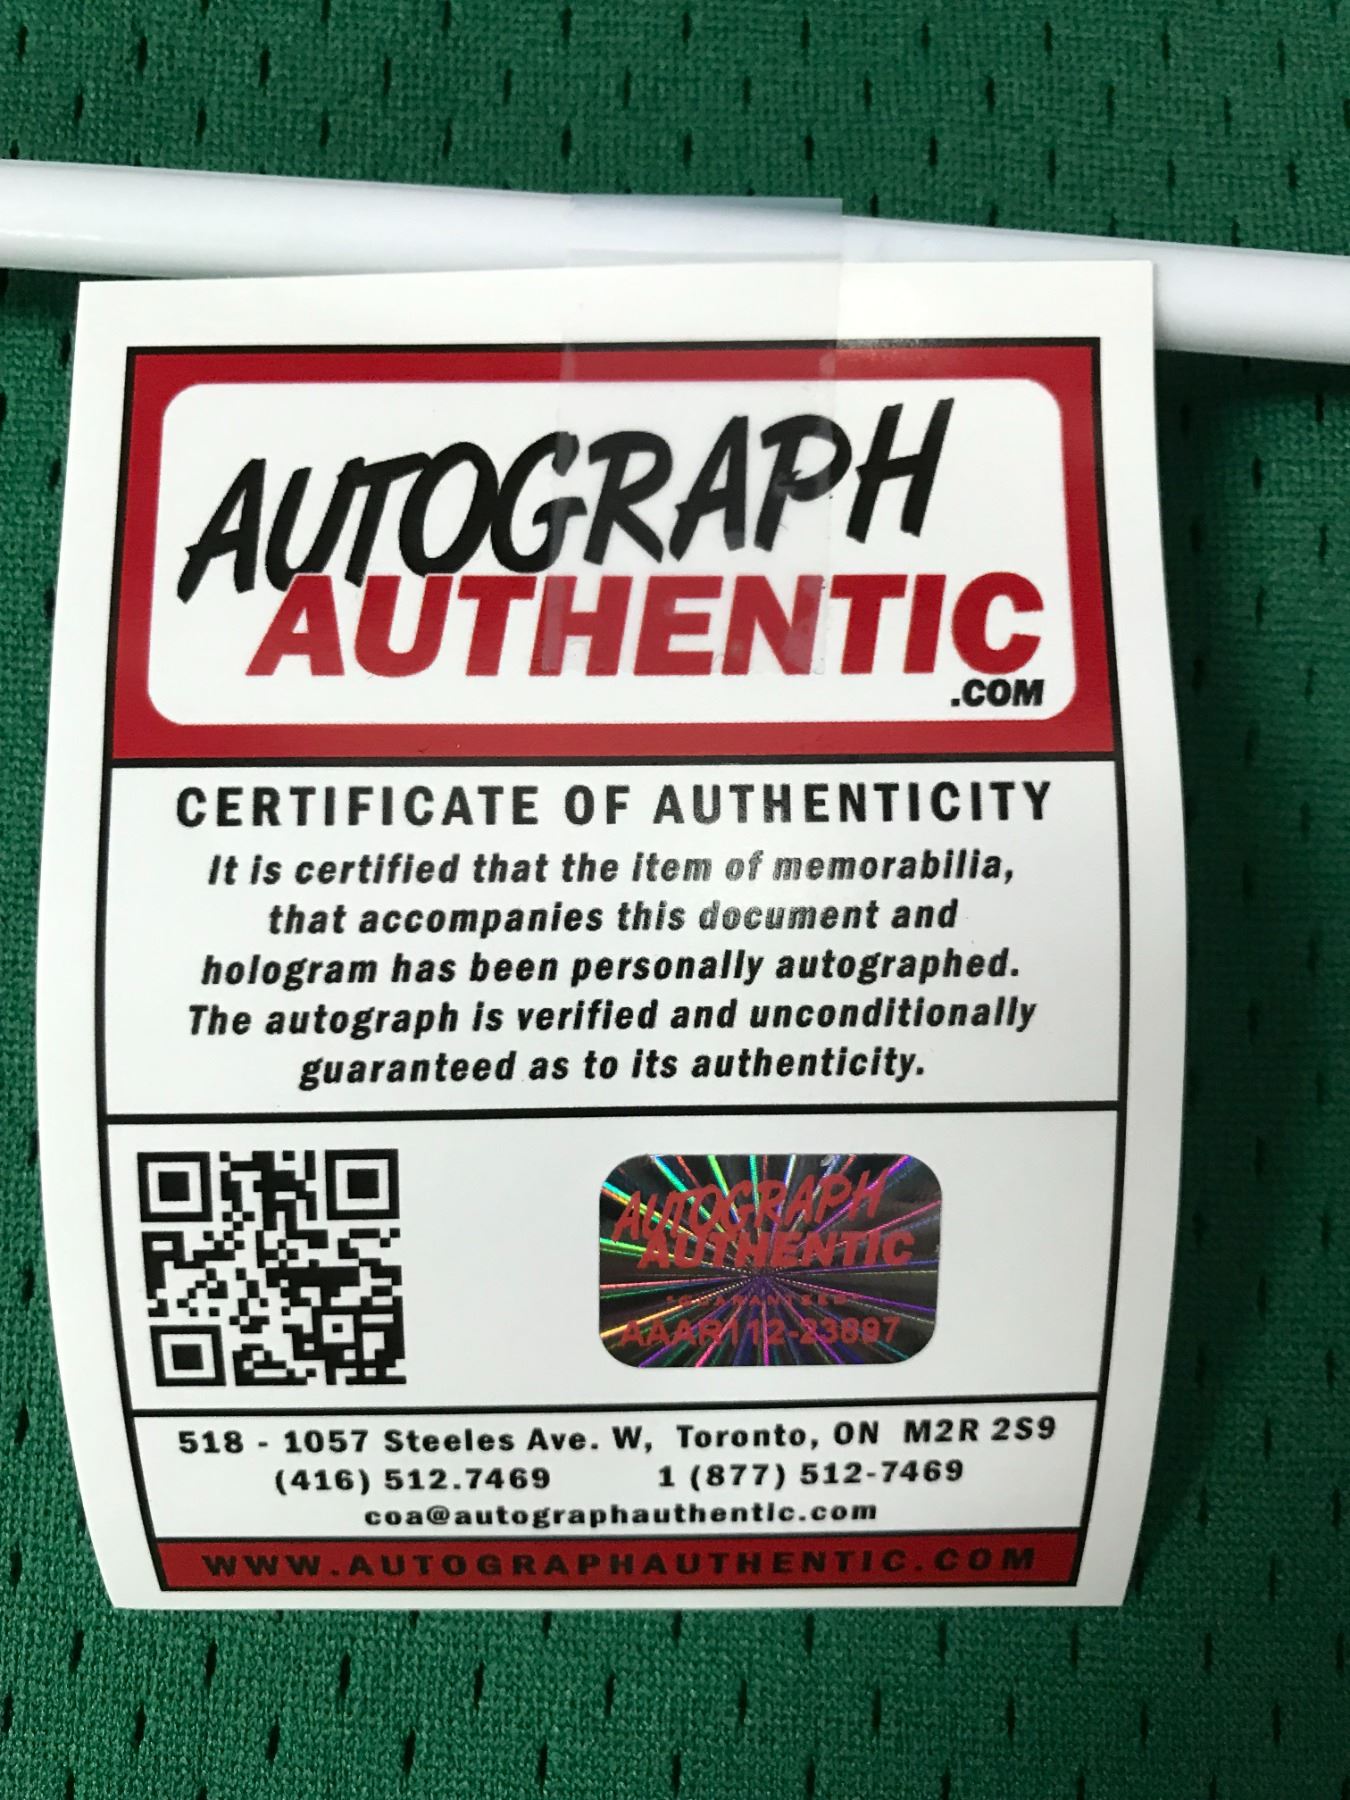 AUTOGRAPH
AUTHENTIC
.COM
CERTIFICATE OF AUTHENTICITY
It is certified that the item of memorabilia,
that accompanies this document and
hologram has been personally autographed.
The autograph is verified and unconditionally
guaranteed as to its authenticity.
AUTOGRAPH
AUTHENTIC
*GUARANTEED*
AAAR112-23897
518 - 1057 Steeles Ave. W, Toronto, ON M2R 2S9
(416) 512.7469 1 (877) 512-7469
coa@autographauthentic.com
WWW.AUTOGRAPHAUTHENTIC.COM